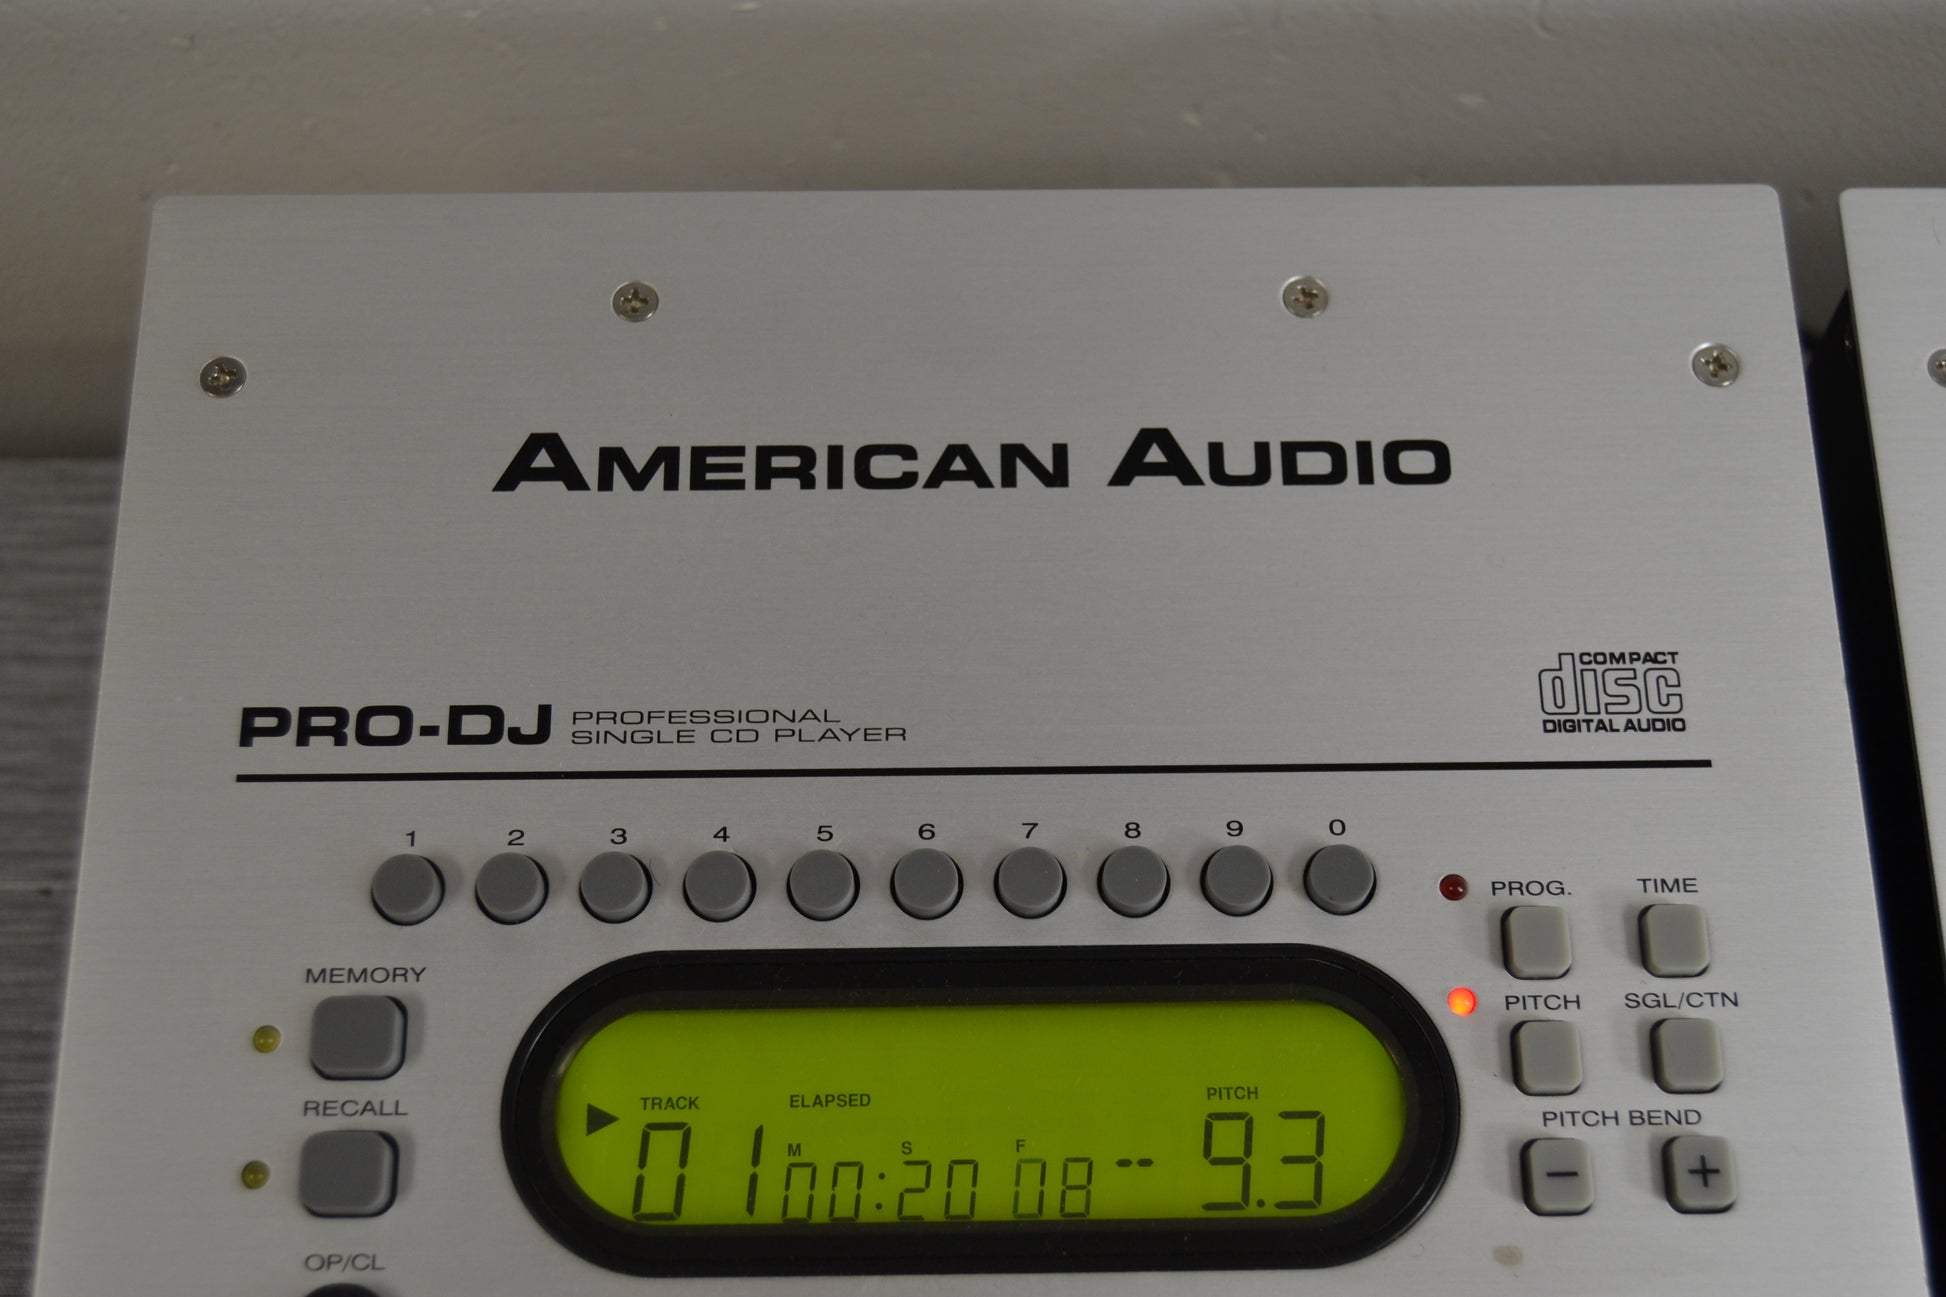 AMERICAN AUDIO
COMPACT
disc
DIGITAL AUDIO
PRO-DJ PROFESSIONAL
SINGLE CD PLAYER
1 2 3 4 5 6 7 8 9 0
PROG. TIME
MEMORY
PITCH SGL/CTN
RECALL
TRACK ELAPSED PITCH
M S F
01 00:20 08 -- 9.3
PITCH BEND
− +
OP/CL